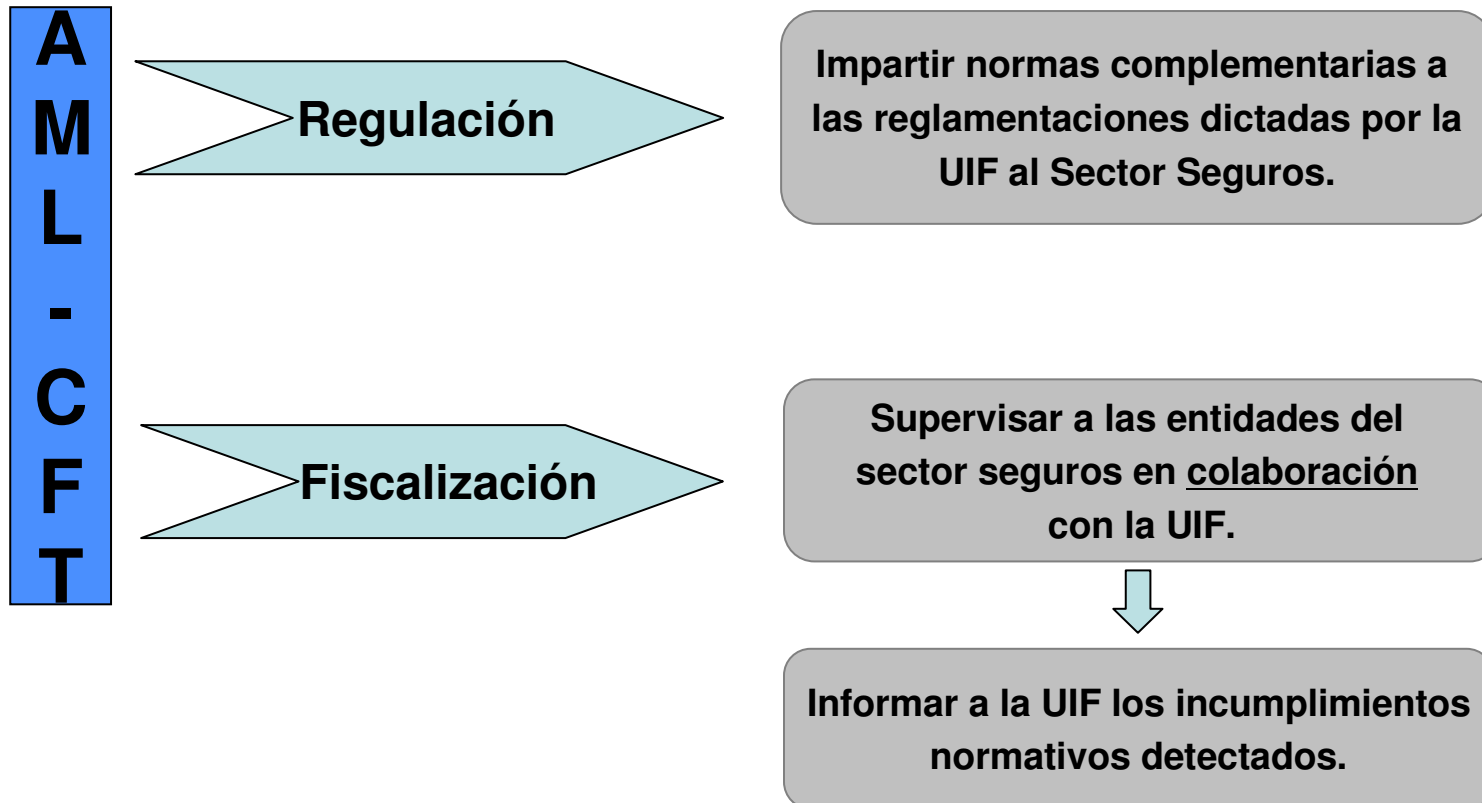 A
M
L
-
C
F
T
Regulación
Impartir normas complementarias a
las reglamentaciones dictadas por la
UIF al Sector Seguros.
Fiscalización
Supervisar a las entidades del
sector seguros en colaboración
con la UIF.
Informar a la UIF los incumplimientos
normativos detectados.